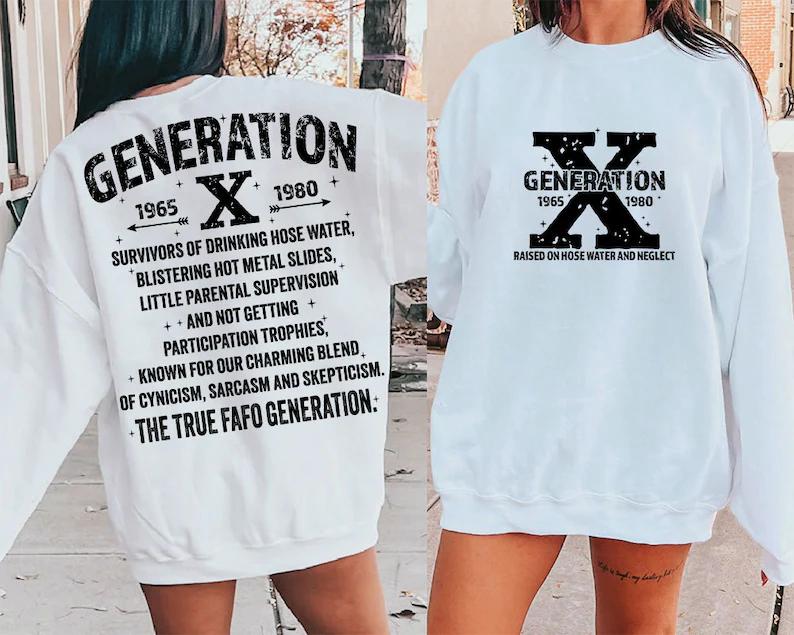 GENERATION
1965 X 1980
SURVIVORS OF DRINKING HOSE WATER,
BLISTERING HOT METAL SLIDES,
LITTLE PARENTAL SUPERVISION
AND NOT GETTING
PARTICIPATION TROPHIES,
KNOWN FOR OUR CHARMING BLEND
OF CYNICISM, SARCASM AND SKEPTICISM.
THE TRUE FAFO GENERATION.
X
GENERATION
1965 1980
RAISED ON HOSE WATER AND NEGLECT